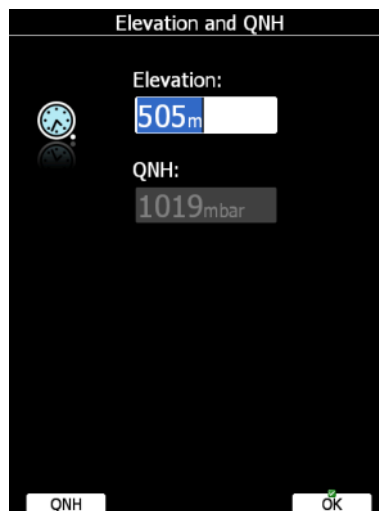 Elevation and QNH
Elevation:
505m
QNH:
1019mbar
QNH
OK